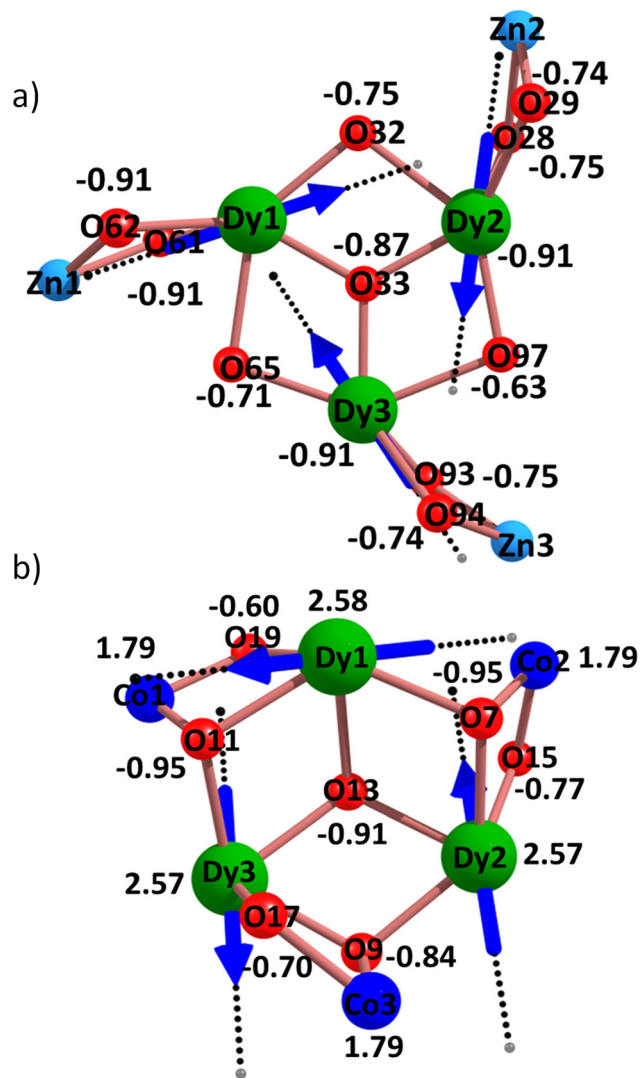 a)
Zn2
-0.74
O29
-0.75
O32
O28
-0.75
-0.91
O62
Dy1
Dy2
O61
-0.87
-0.91
Zn1
-0.91
O33
O97
O65
-0.63
-0.71
Dy3
-0.91
O93
-0.75
O94
-0.74
Zn3
b)
-0.60
2.58
O19
1.79
Dy1
Co2
1.79
-0.95
Co1
O7
O11
O15
-0.95
O13
-0.77
-0.91
Dy2
2.57
Dy3
2.57
O17
O9
-0.84
-0.70
Co3
1.79